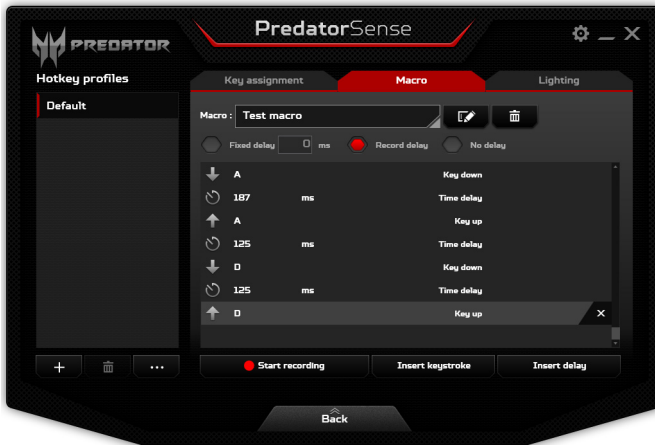 PREDATOR
PredatorSense
Hotkey profiles
Default
Key assignment
Macro
Lighting
Macro : Test macro
Fixed delay 0 ms Record delay No delay
A Key down
187 ms Time delay
A Key up
125 ms Time delay
D Key down
125 ms Time delay
D Key up
Start recording
Insert keystroke
Insert delay
Back